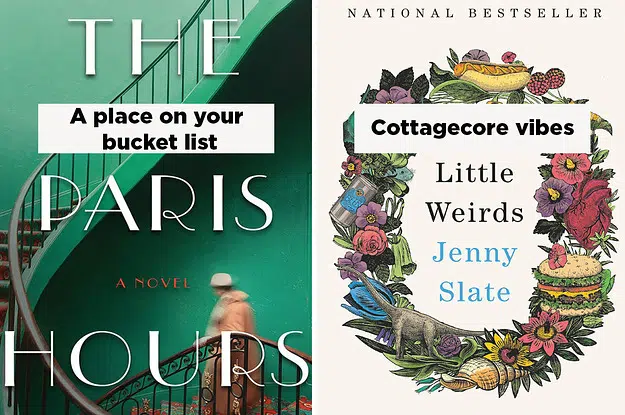 THE
A place on your
bucket list
PARIS
A NOVEL
HOURS
NATIONAL BESTSELLER
Cottagecore vibes
Little
Weirds
Jenny
Slate